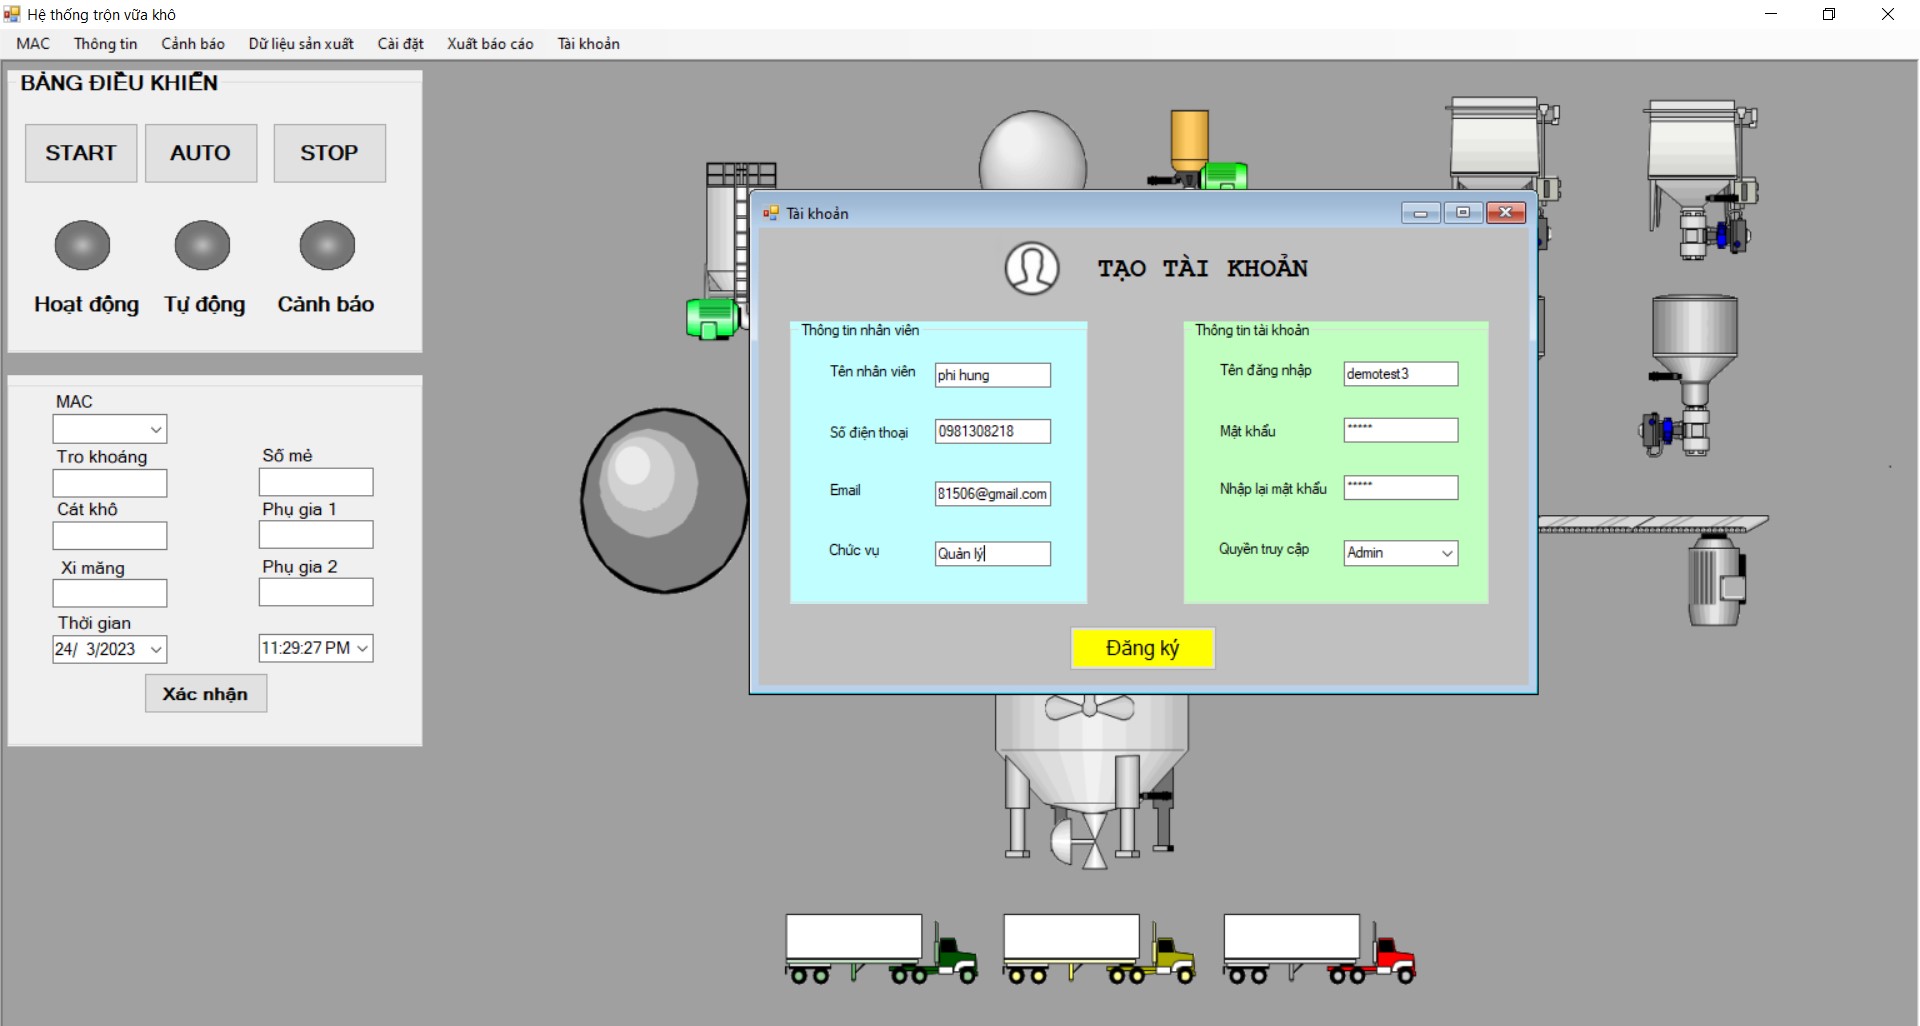 Hệ thống trộn vữa khô
MAC Thông tin Cảnh báo Dữ liệu sản xuất Cài đặt Xuất báo cáo Tài khoản
BẢNG ĐIỀU KHIỂN
START AUTO STOP
Hoạt động Tự động Cảnh báo
MAC
Tro khoáng Số mẻ
Cát khô Phụ gia 1
Xi măng Phụ gia 2
Thời gian
24/ 3/2023 11:29:27 PM
Xác nhận
Tài khoản
TẠO TÀI KHOẢN
Thông tin nhân viên
Tên nhân viên phi hung
Số điện thoại 0981308218
Email 81506@gmail.com
Chức vụ Quản lý
Thông tin tài khoản
Tên đăng nhập demotest3
Mật khẩu *****
Nhập lại mật khẩu *****
Quyền truy cập Admin
Đăng ký